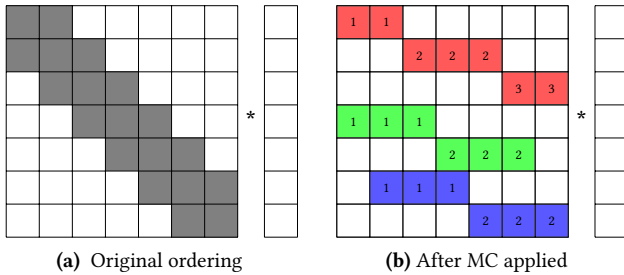 1 1
2 2 2
3 3
1 1 1
* *
2 2 2
1 1 1
2 2 2
(a) Original ordering
(b) After MC applied